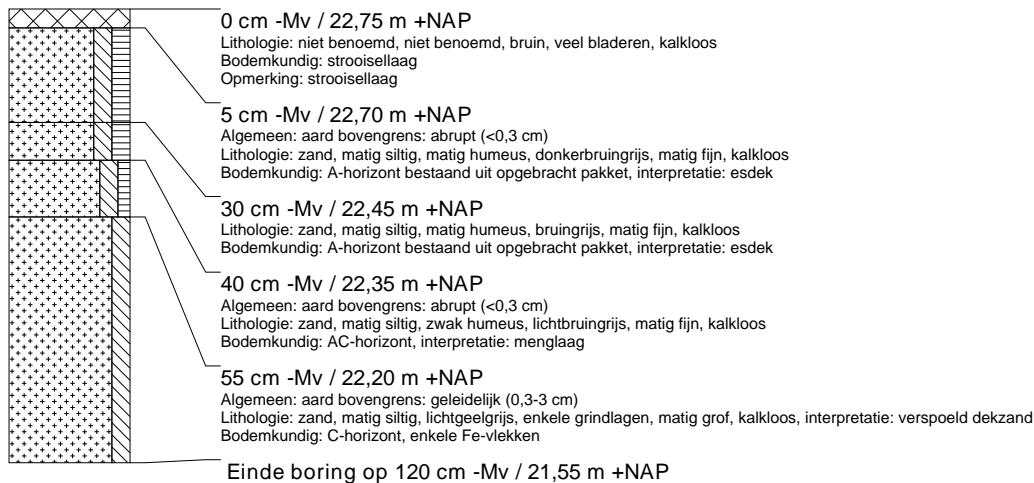 0 cm -Mv / 22,75 m +NAP
Lithologie: niet benoemd, niet benoemd, bruin, veel bladeren, kalkloos
Bodemkundig: strooisellaag
Opmerking: strooisellaag
5 cm -Mv / 22,70 m +NAP
Algemeen: aard bovengrens: abrupt (<0,3 cm)
Lithologie: zand, matig siltig, matig humeus, donkerbruingrijs, matig fijn, kalkloos
Bodemkundig: A-horizont bestaand uit opgebracht pakket, interpretatie: esdek
30 cm -Mv / 22,45 m +NAP
Lithologie: zand, matig siltig, matig humeus, bruingrijs, matig fijn, kalkloos
Bodemkundig: A-horizont bestaand uit opgebracht pakket, interpretatie: esdek
40 cm -Mv / 22,35 m +NAP
Algemeen: aard bovengrens: abrupt (<0,3 cm)
Lithologie: zand, matig siltig, zwak humeus, lichtbruingrijs, matig fijn, kalkloos
Bodemkundig: AC-horizont, interpretatie: menglaag
55 cm -Mv / 22,20 m +NAP
Algemeen: aard bovengrens: geleidelijk (0,3-3 cm)
Lithologie: zand, matig siltig, lichtgeelgrijs, enkele grindlagen, matig grof, kalkloos, interpretatie: verspoeld dekzand
Bodemkundig: C-horizont, enkele Fe-vlekken
Einde boring op 120 cm -Mv / 21,55 m +NAP